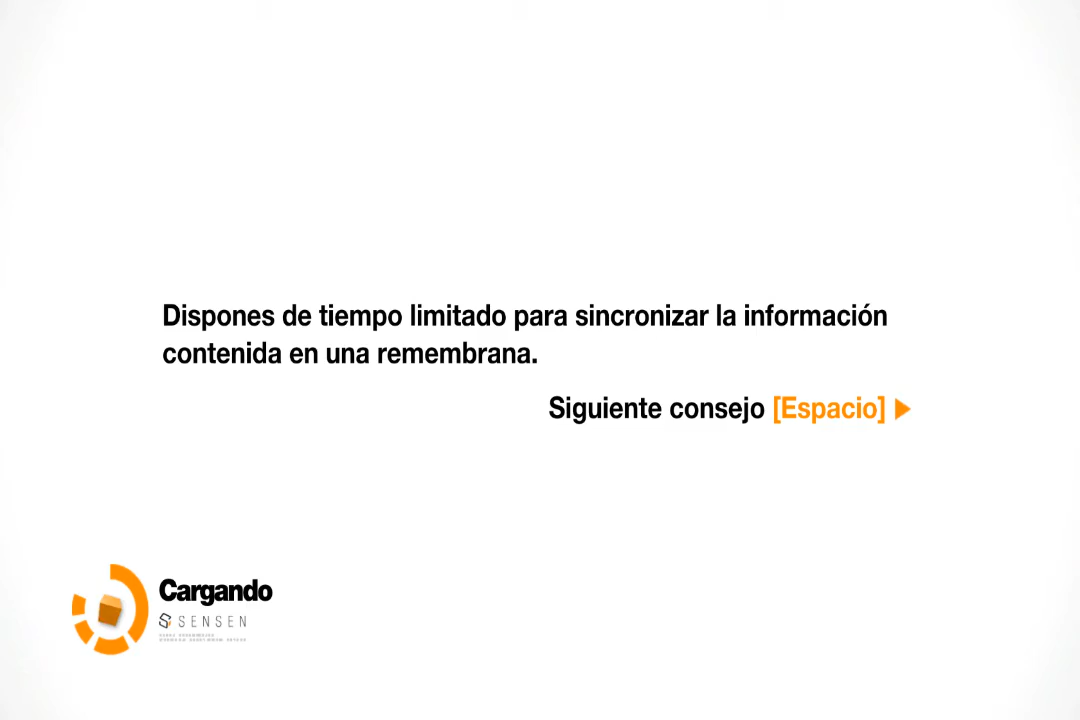 Dispones de tiempo limitado para sincronizar la información
contenida en una remembrana.
Siguiente consejo [Espacio]
Cargando
SENSEN